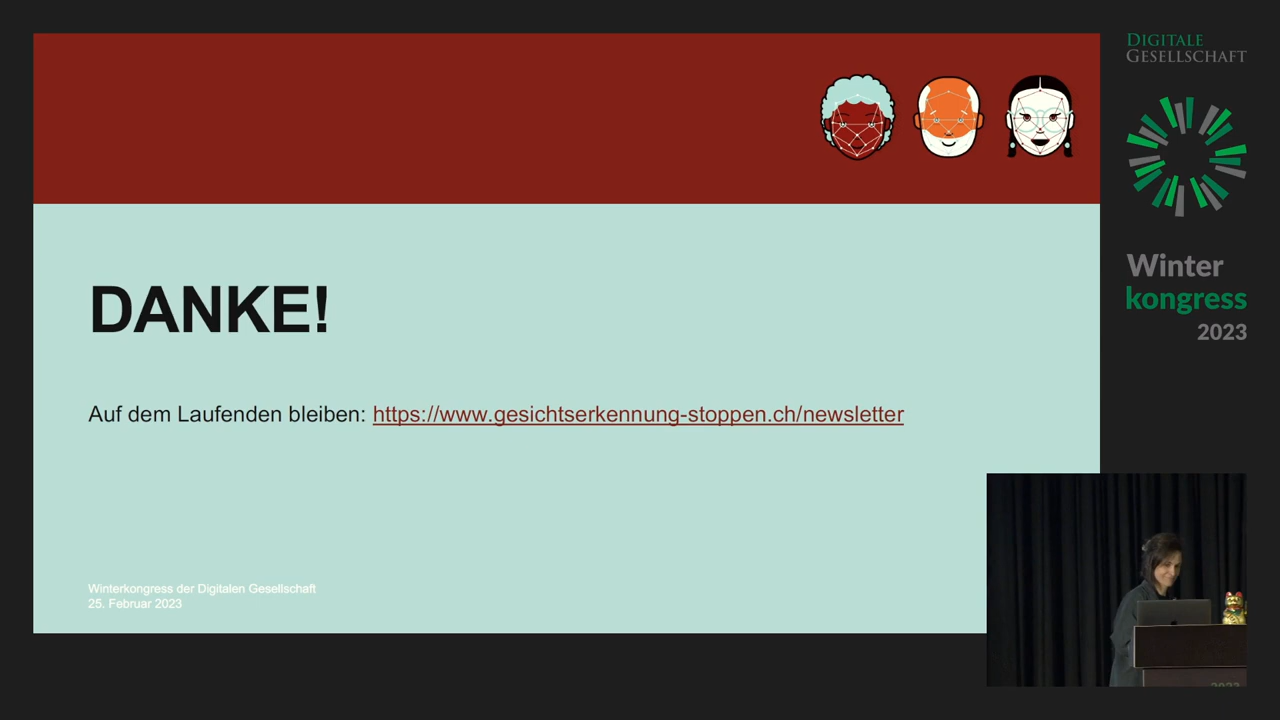 DIGITALE
GESELLSCHAFT
Winter
kongress
2023
DANKE!
Auf dem Laufenden bleiben: https://www.gesichtserkennung-stoppen.ch/newsletter
Winterkongress der Digitalen Gesellschaft
25. Februar 2023
2023